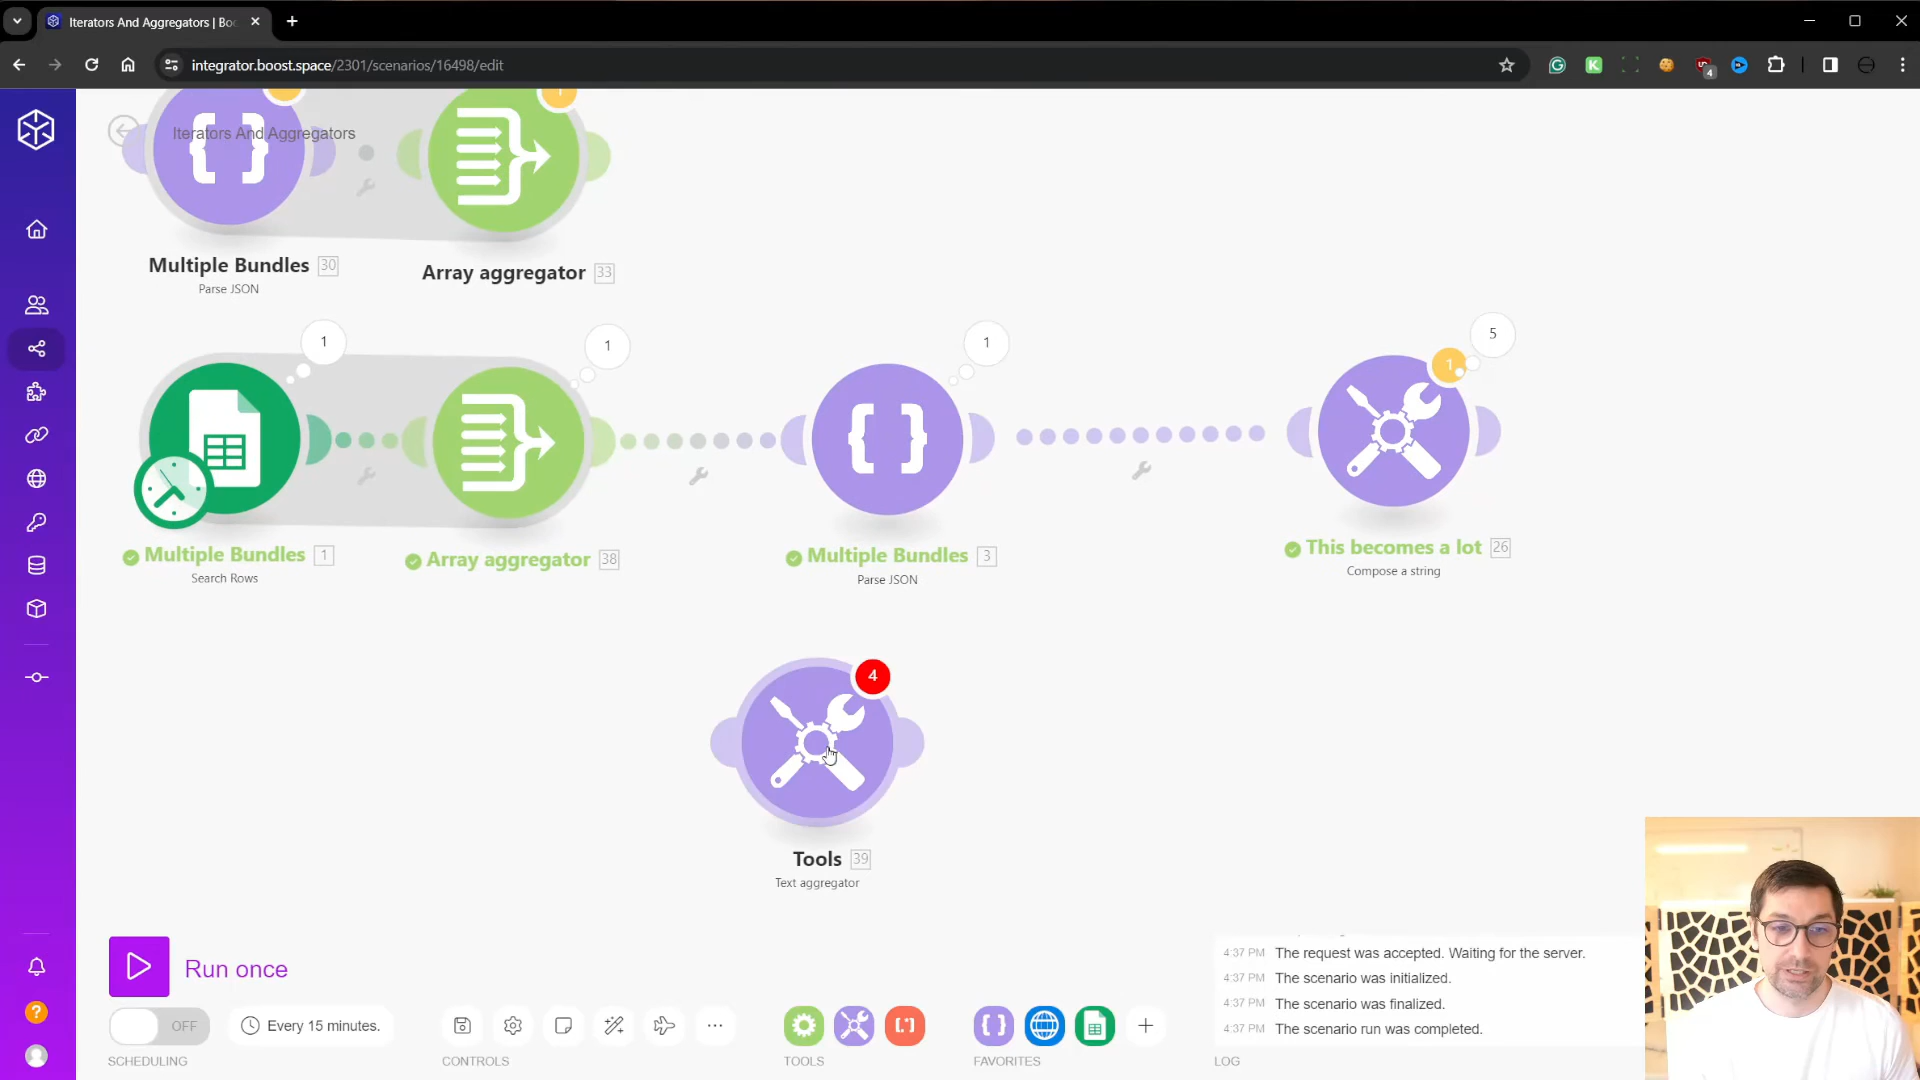 Iterators And Aggregators | Boo
integrator.boost.space/2301/scenarios/16498/edit
4
Iterators And Aggregators
Multiple Bundles 30
Parse JSON
Array aggregator 33
1
1
1
1
5
Multiple Bundles 1
Search Rows
Array aggregator 38
Multiple Bundles 3
Parse JSON
This becomes a lot 26
Compose a string
4
Tools 39
Text aggregator
Run once
OFF
Every 15 minutes.
SCHEDULING
CONTROLS
TOOLS
FAVORITES
4:37 PM The request was accepted. Waiting for the server.
4:37 PM The scenario was initialized.
4:37 PM The scenario was finalized.
4:37 PM The scenario run was completed.
LOG